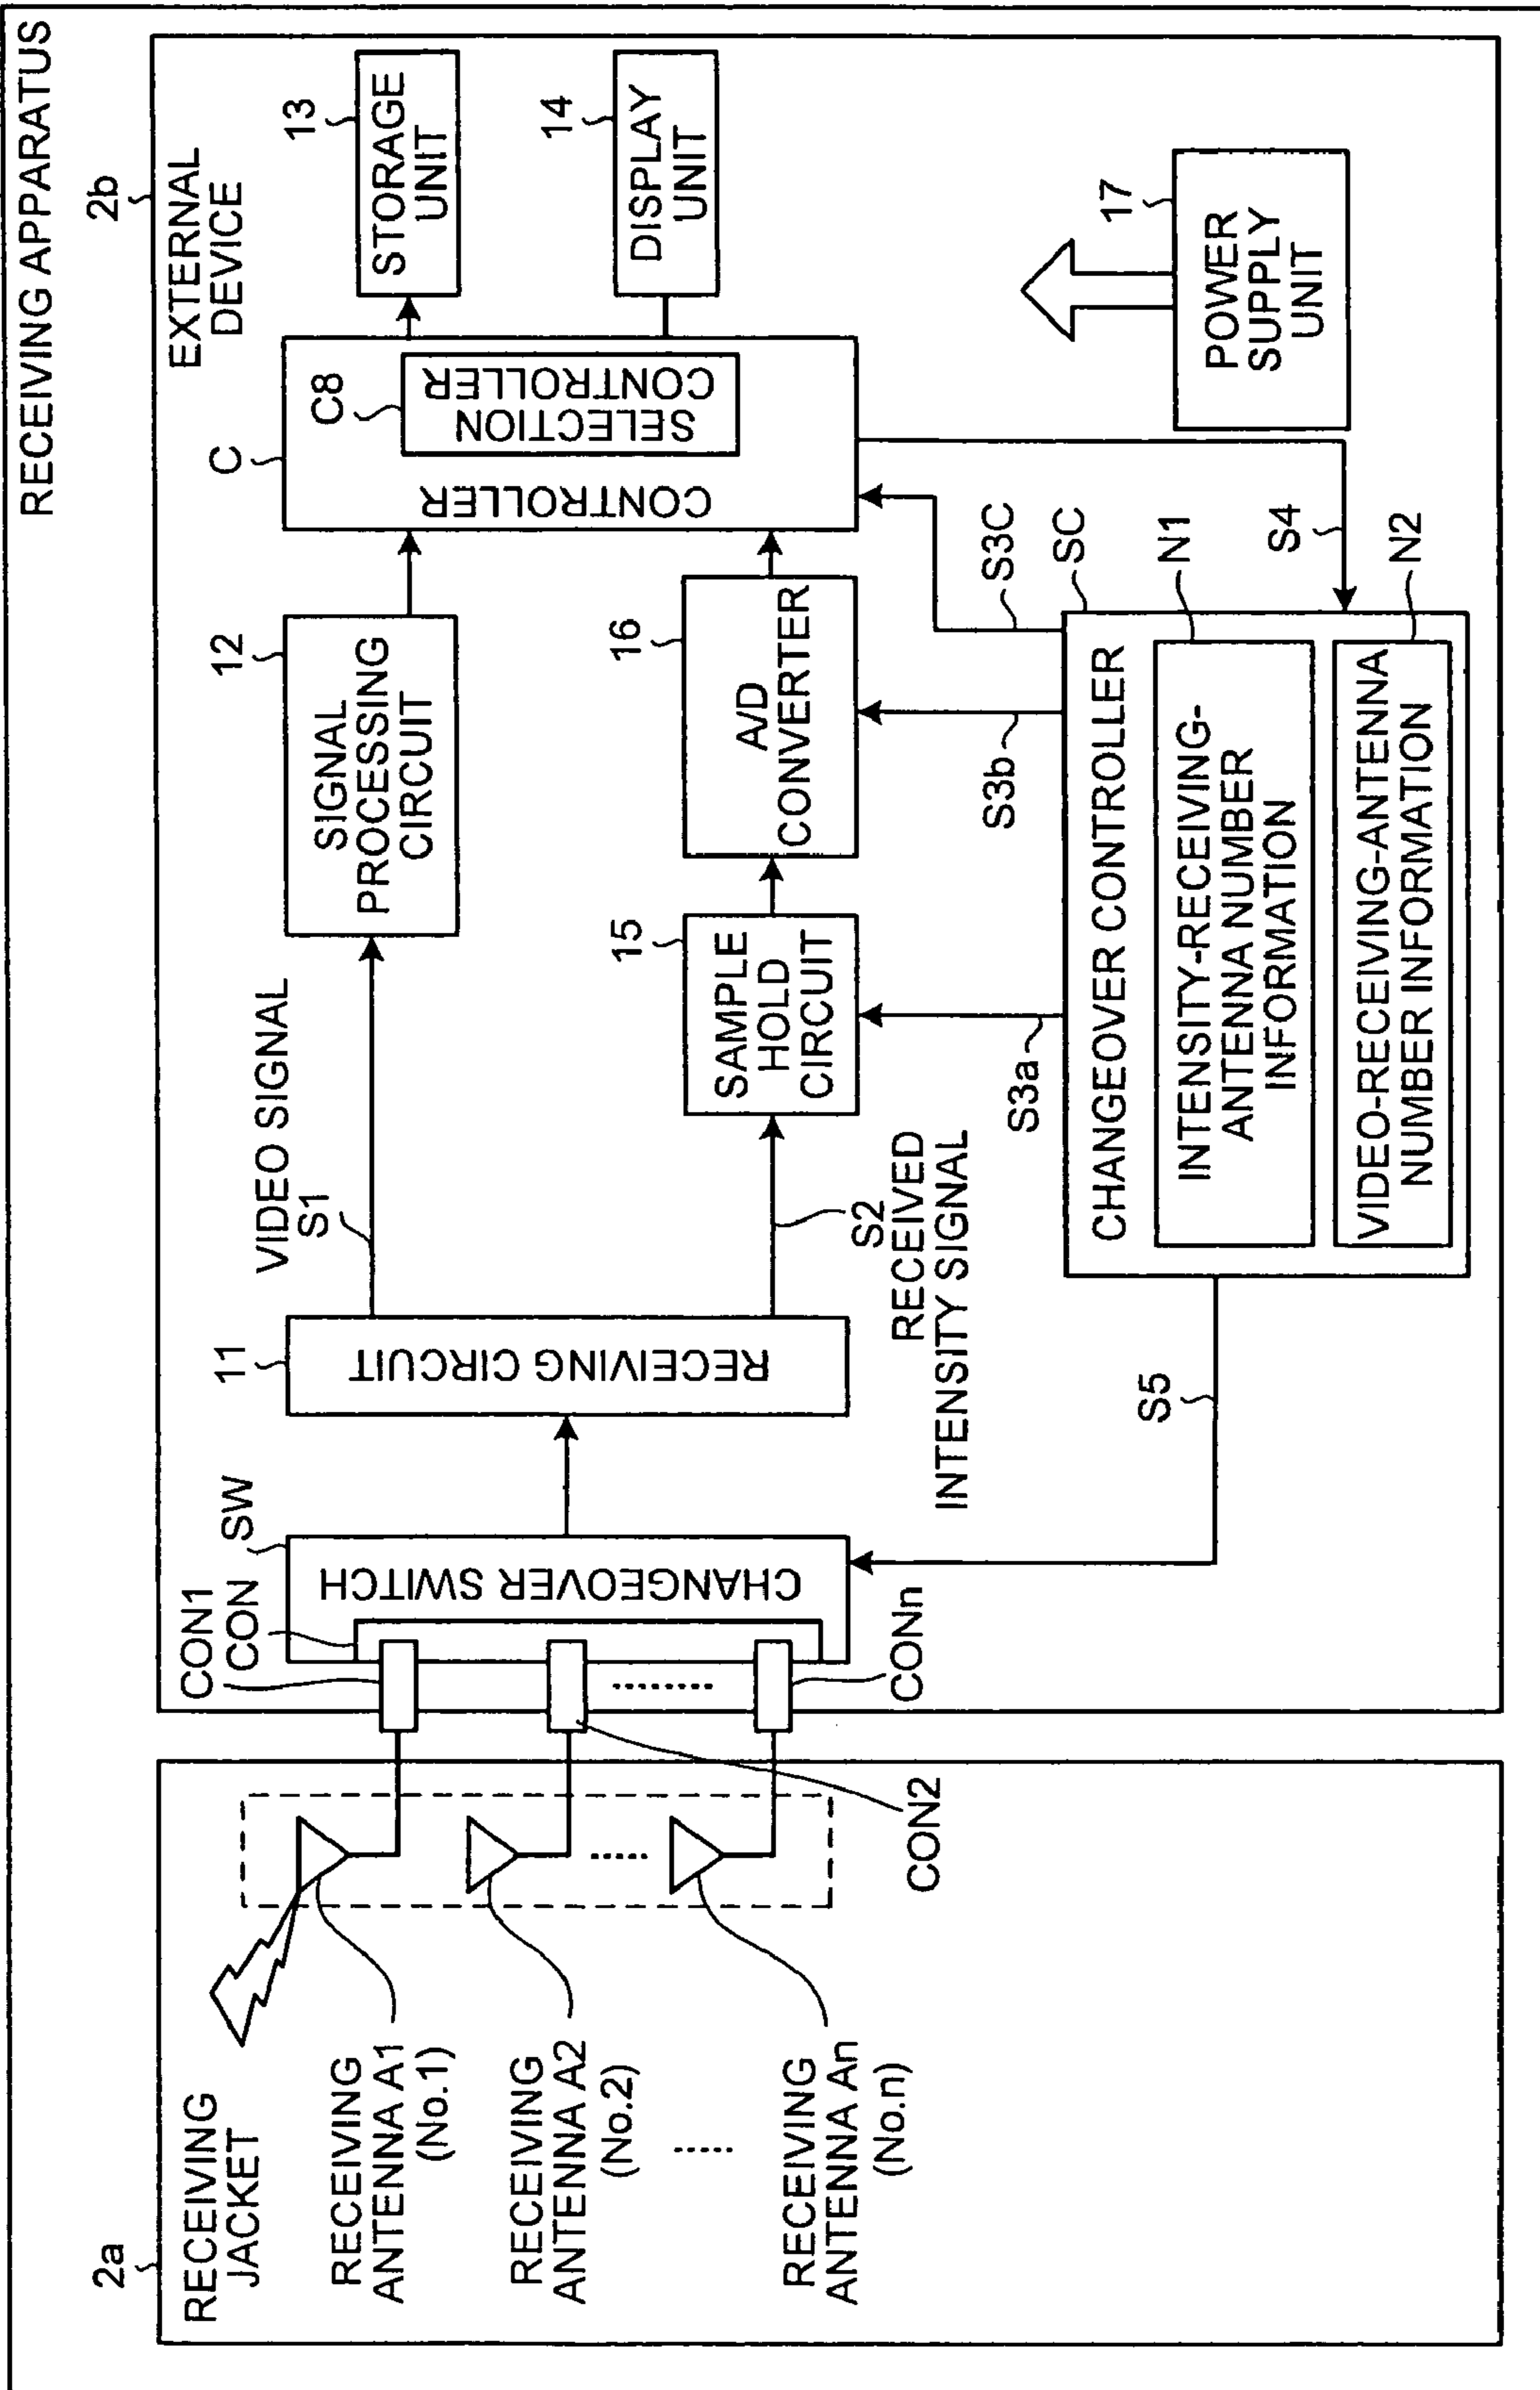 RECEIVING APPARATUS
2a
RECEIVING
JACKET
RECEIVING
ANTENNA A1
(No.1)
RECEIVING
ANTENNA A2
(No.2)
RECEIVING
ANTENNA An
(No.n)
2b
EXTERNAL
DEVICE
CON1
CON
SW
CHANGEOVER SWITCH
CON2
CONn
11
RECEIVING CIRCUIT
VIDEO SIGNAL
S1
S2
RECEIVED
INTENSITY SIGNAL
12
SIGNAL
PROCESSING
CIRCUIT
15
SAMPLE
HOLD
CIRCUIT
16
A/D
CONVERTER
C
CONTROLLER
C8
SELECTION
CONTROLLER
13
STORAGE
UNIT
14
DISPLAY
UNIT
S3a
S3b
S3C
SC
S4
S5
CHANGEOVER CONTROLLER
N1
INTENSITY-RECEIVING-
ANTENNA NUMBER
INFORMATION
N2
VIDEO-RECEIVING-ANTENNA
NUMBER INFORMATION
17
POWER
SUPPLY
UNIT